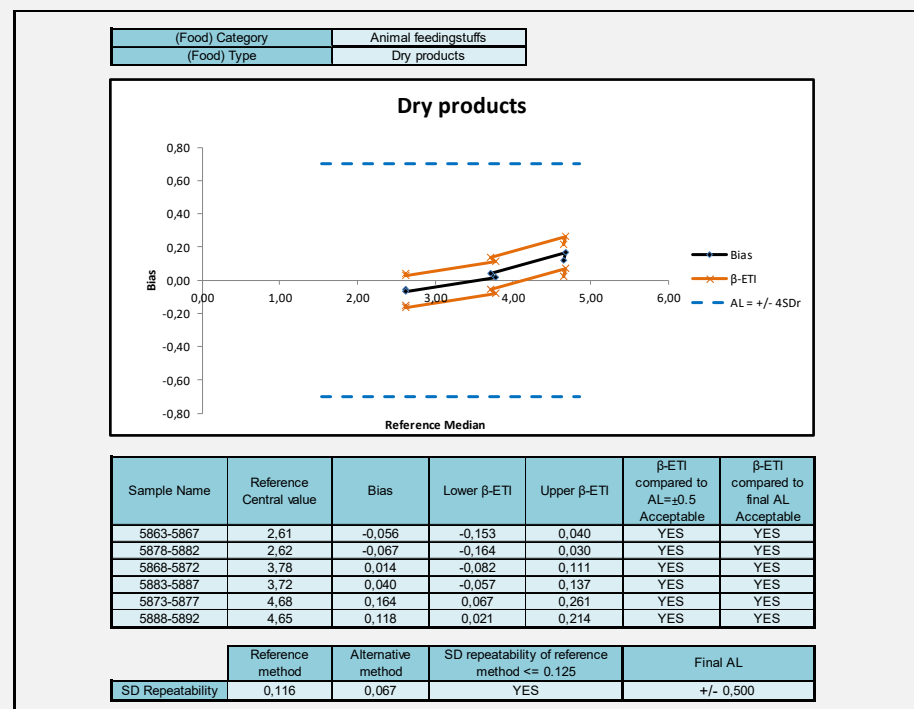 (Food) Category Animal feedingstuffs
(Food) Type Dry products
Dry products
0,80
0,60
0,40
0,20
0,00
-0,20
-0,40
-0,60
-0,80
Bias
0,00 1,00 2,00 3,00 4,00 5,00 6,00
Reference Median
Bias
β-ETI
AL = +/- 4SDr
Sample Name Reference Central value Bias Lower β-ETI Upper β-ETI β-ETI compared to AL=±0.5 Acceptable β-ETI compared to final AL Acceptable
5863-5867 2,61 -0,056 -0,153 0,040 YES YES
5878-5882 2,62 -0,067 -0,164 0,030 YES YES
5868-5872 3,78 0,014 -0,082 0,111 YES YES
5883-5887 3,72 0,040 -0,057 0,137 YES YES
5873-5877 4,68 0,164 0,067 0,261 YES YES
5888-5892 4,65 0,118 0,021 0,214 YES YES
Reference method Alternative method SD repeatability of reference method <= 0.125 Final AL
SD Repeatability 0,116 0,067 YES +/- 0,500